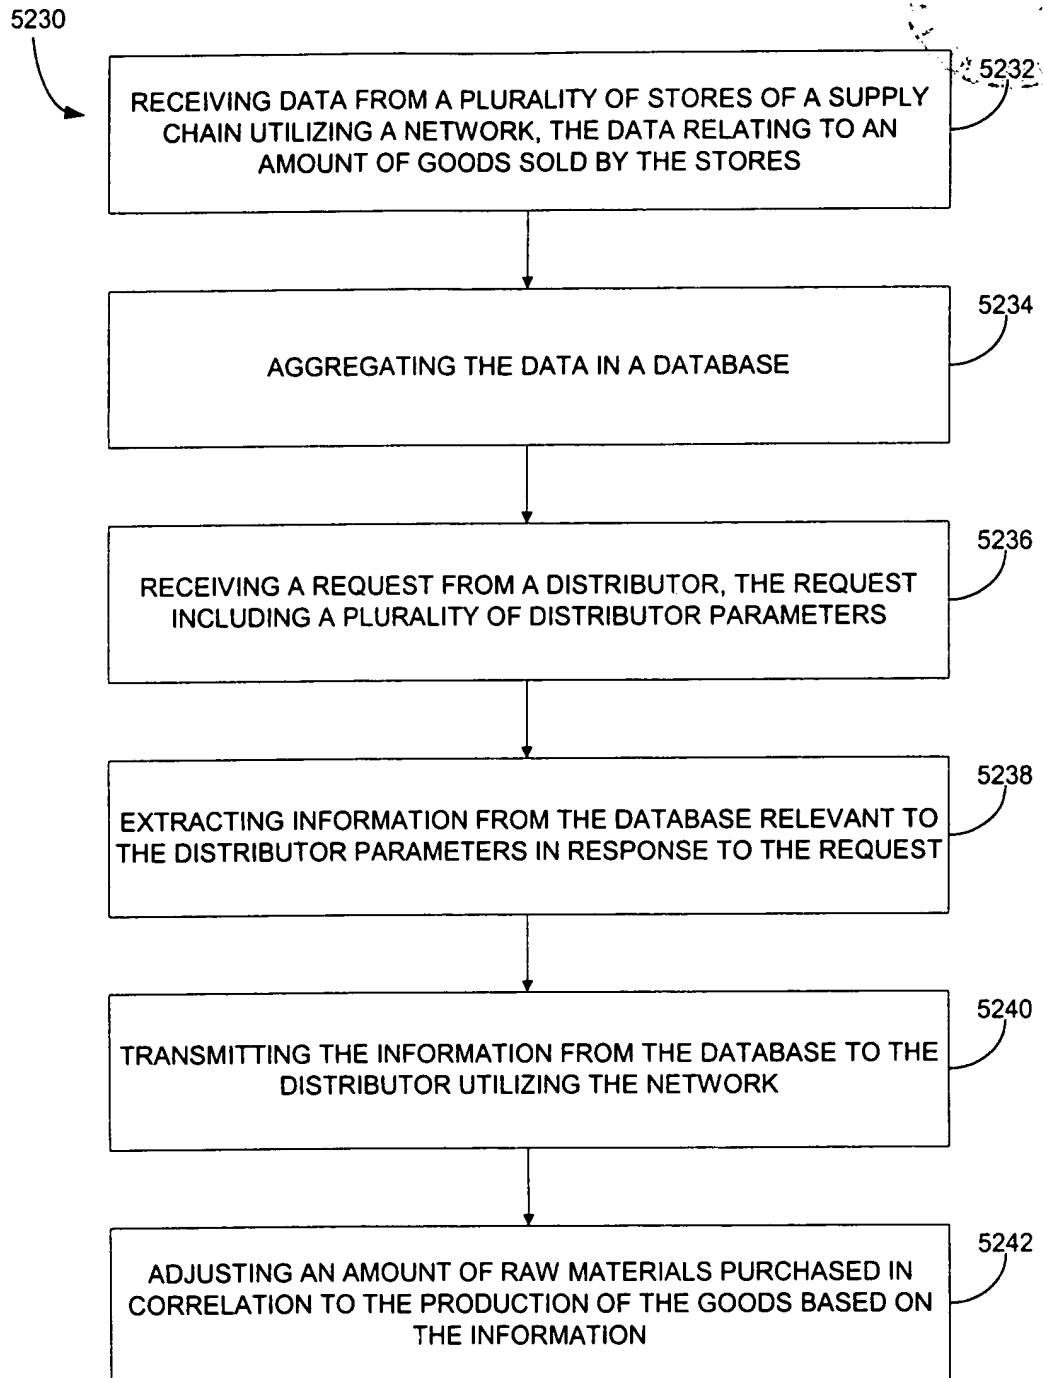 5230
5232
RECEIVING DATA FROM A PLURALITY OF STORES OF A SUPPLY
CHAIN UTILIZING A NETWORK, THE DATA RELATING TO AN
AMOUNT OF GOODS SOLD BY THE STORES
5234
AGGREGATING THE DATA IN A DATABASE
5236
RECEIVING A REQUEST FROM A DISTRIBUTOR, THE REQUEST
INCLUDING A PLURALITY OF DISTRIBUTOR PARAMETERS
5238
EXTRACTING INFORMATION FROM THE DATABASE RELEVANT TO
THE DISTRIBUTOR PARAMETERS IN RESPONSE TO THE REQUEST
5240
TRANSMITTING THE INFORMATION FROM THE DATABASE TO THE
DISTRIBUTOR UTILIZING THE NETWORK
5242
ADJUSTING AN AMOUNT OF RAW MATERIALS PURCHASED IN
CORRELATION TO THE PRODUCTION OF THE GOODS BASED ON
THE INFORMATION